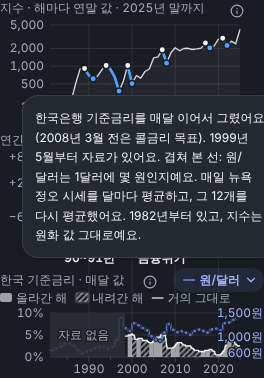 지수 · 해마다 연말 값 · 2025년 말까지
5,000
2,000
1,000
500
한국은행 기준금리를 매달 이어서 그렸어요
(2008년 3월 전은 콜금리 목표). 1999년
5월부터 자료가 있어요. 겹쳐 본 선: 원/
달러는 1달러에 몇 원인지예요. 매일 뉴욕
정오 시세를 달마다 평균하고, 그 12개를
다시 평균했어요. 1982년부터 있고, 지수는
원화 값 그대로예요.
연간
+8
+2
−6
한국 기준금리 · 매달 값
원/달러
올라간 해
내려간 해
거의 그대로
10%
5%
0%
자료 없음
1,500원
600원
1990
2000
2010
2020